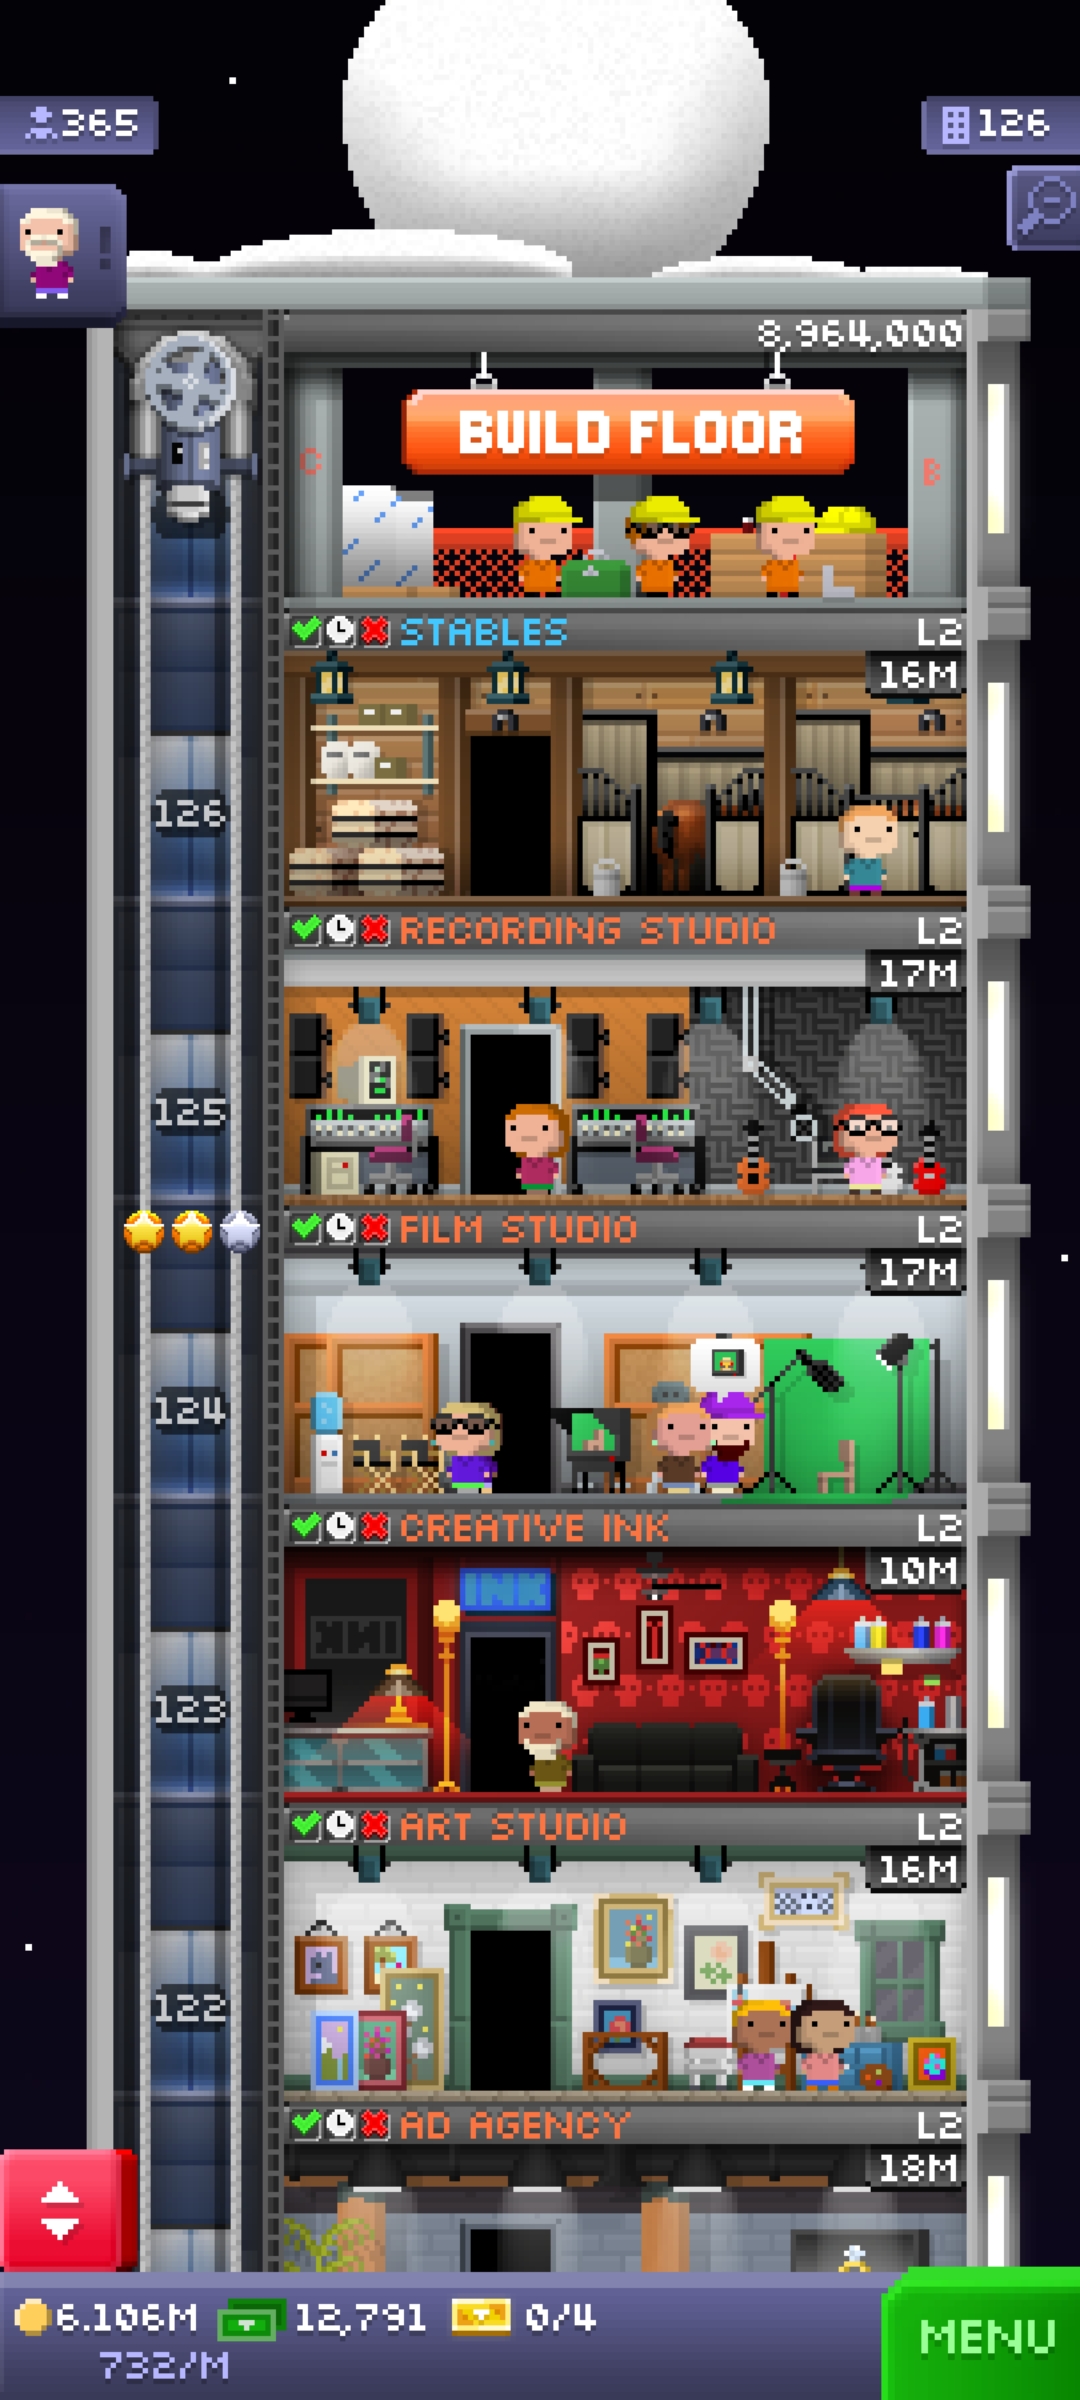 365
126
!
8,964,000
BUILD FLOOR
C
B
STABLES L2
16M
126
RECORDING STUDIO L2
17M
125
FILM STUDIO L2
17M
124
CREATIVE INK L2
10M
INK
INK
123
ART STUDIO L2
16M
122
AD AGENCY L2
18M
6.106M 12,791 0/4
732/M
MENU